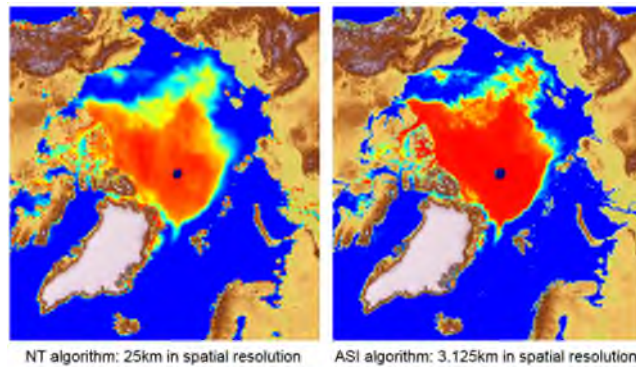 NT algorithm: 25km in spatial resolution
ASI algorithm: 3.125km in spatial resolution